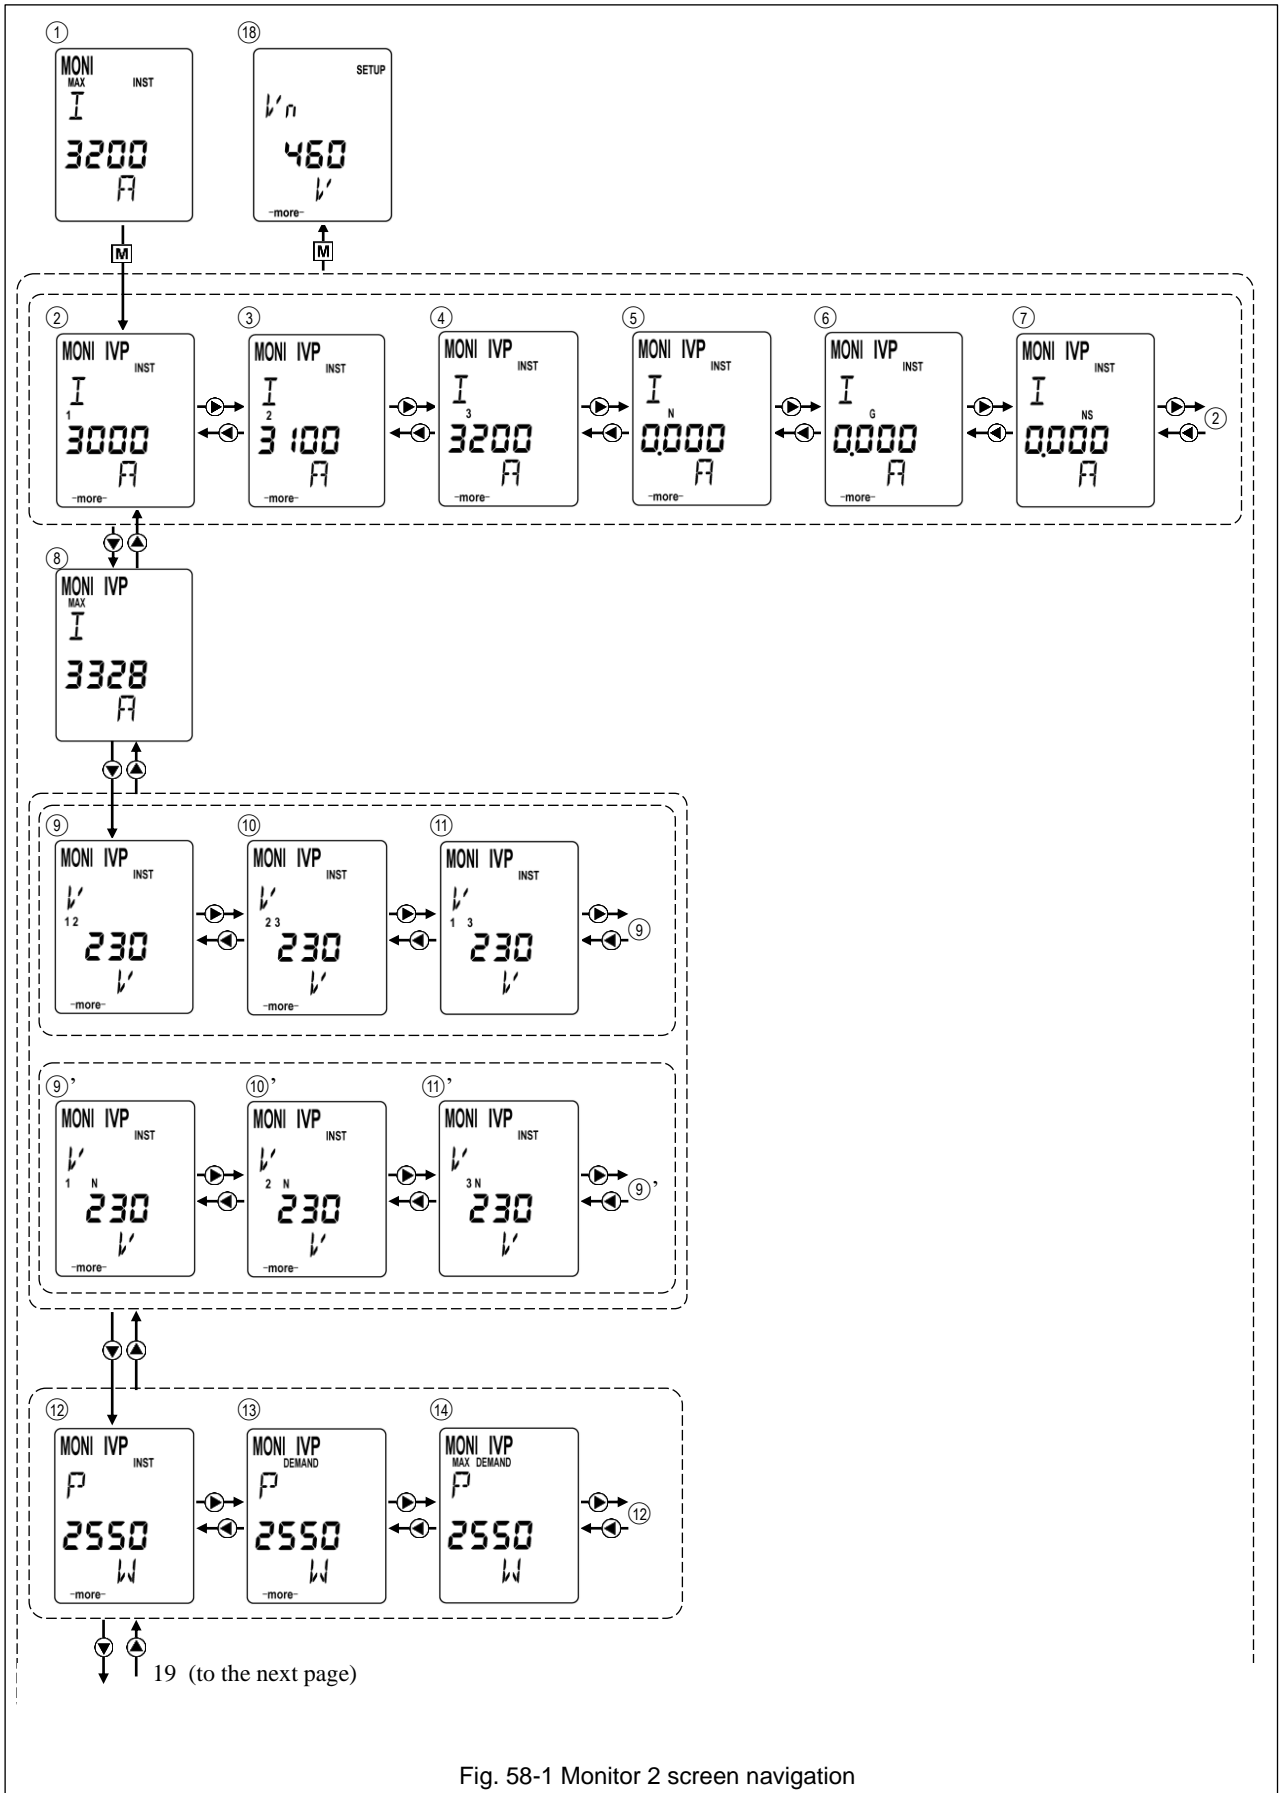 ① ⑱
MONI
MAX INST
I
3200
A
SETUP
Vn
460
V
-more-
M M
② ③ ④ ⑤ ⑥ ⑦
MONI IVP
INST
I
1
3000
A
-more-
MONI IVP
INST
I
2
3100
A
-more-
MONI IVP
INST
I
3
3200
A
-more-
MONI IVP
INST
I
N
0.000
A
-more-
MONI IVP
INST
I
G
0.000
A
-more-
MONI IVP
INST
I
NS
0.000
A
②
⑧
MONI IVP
MAX
I
3328
A
⑨ ⑩ ⑪
MONI IVP
INST
V
1 2
230
V
-more-
MONI IVP
INST
V
2 3
230
V
-more-
MONI IVP
INST
V
1 3
230
V
⑨
⑨’ ⑩’ ⑪’
MONI IVP
INST
V
1 N
230
V
-more-
MONI IVP
INST
V
2 N
230
V
-more-
MONI IVP
INST
V
3 N
230
V
⑨’
⑫ ⑬ ⑭
MONI IVP
INST
P
2550
W
-more-
MONI IVP
DEMAND
P
2550
W
-more-
MONI IVP
MAX DEMAND
P
2550
W
⑫
19 (to the next page)
Fig. 58-1 Monitor 2 screen navigation